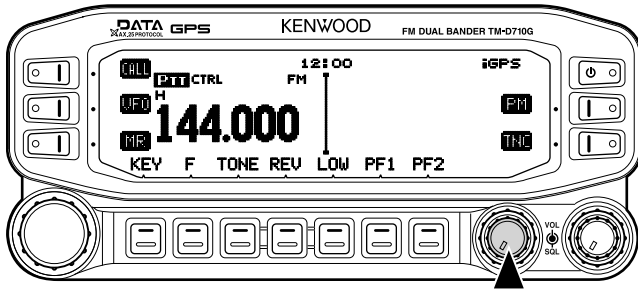 DATA GPS KENWOOD FM DUAL BANDER TM-D710G
AX.25 PROTOCOL
CALL 12:00 iGPS
PTT CTRL FM
VFO H PM
MR 144.000 TNC
KEY F TONE REV LOW PF1 PF2
VOL
SQL